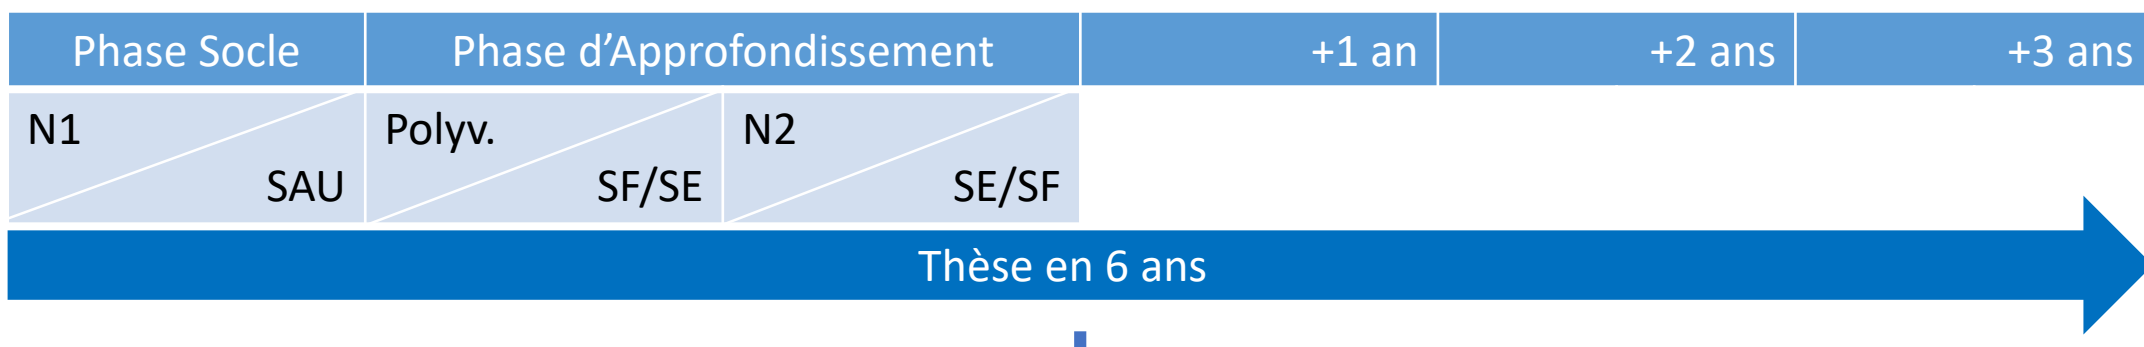 Phase Socle Phase d'Approfondissement +1 an +2 ans +3 ans
N1 Polyv. N2
SAU SF/SE SE/SF
Thèse en 6 ans